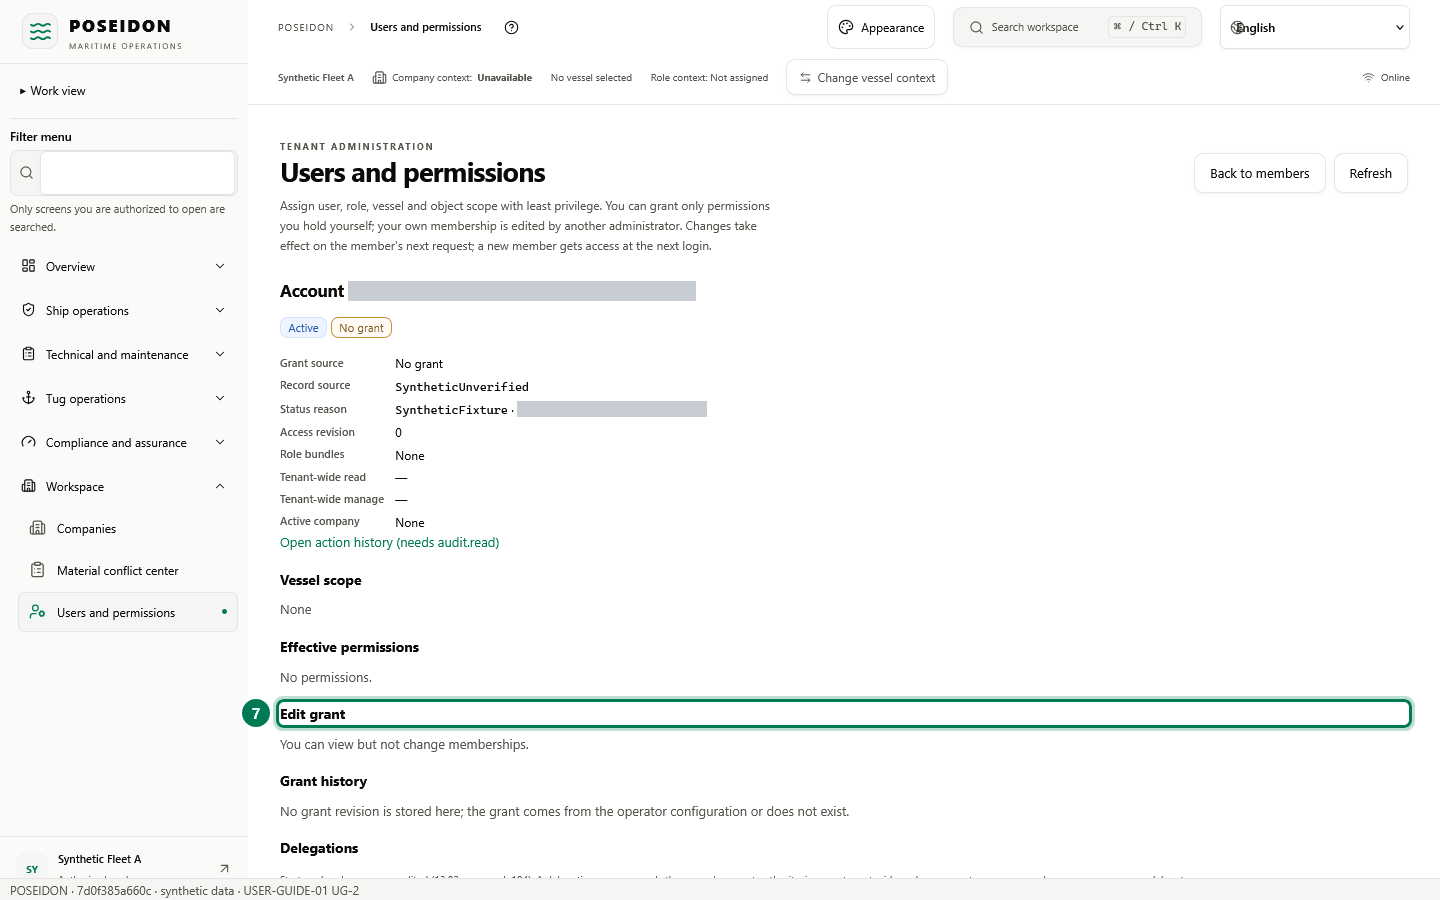 POSEIDON
MARITIME OPERATIONS
Work view
Filter menu
Only screens you are authorized to open are
searched.
Overview
Ship operations
Technical and maintenance
Tug operations
Compliance and assurance
Workspace
Companies
Material conflict center
Users and permissions
SY
Synthetic Fleet A
POSEIDON
Users and permissions
Appearance
Search workspace
⌘ / Ctrl K
English
Synthetic Fleet A
Company context: Unavailable
No vessel selected
Role context: Not assigned
Change vessel context
Online
TENANT ADMINISTRATION
Users and permissions
Back to members
Refresh
Assign user, role, vessel and object scope with least privilege. You can grant only permissions
you hold yourself; your own membership is edited by another administrator. Changes take
effect on the member's next request; a new member gets access at the next login.
Account
Active
No grant
Grant source No grant
Record source SyntheticUnverified
Status reason SyntheticFixture ·
Access revision 0
Role bundles None
Tenant-wide read —
Tenant-wide manage —
Active company None
Open action history (needs audit.read)
Vessel scope
None
Effective permissions
No permissions.
7
Edit grant
You can view but not change memberships.
Grant history
No grant revision is stored here; the grant comes from the operator configuration or does not exist.
Delegations
POSEIDON · 7d0f385a660c · synthetic data · USER-GUIDE-01 UG-2